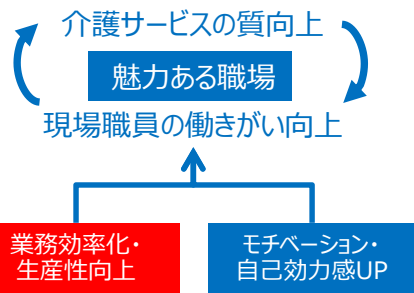 介護サービスの質向上
魅力ある職場
現場職員の働きがい向上
業務効率化・
生産性向上
モチベーション・
自己効力感UP